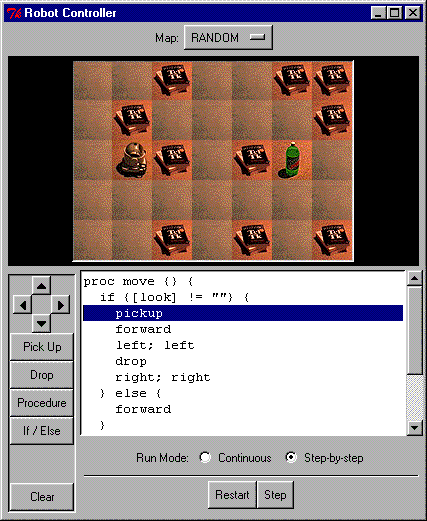 Robot Controller
Map: RANDOM
proc move {} {
if {[look] != ""} {
pickup
forward
left; left
drop
right; right
} else {
forward
}
Pick Up
Drop
Procedure
If / Else
Clear
Run Mode: Continuous Step-by-step
Restart Step